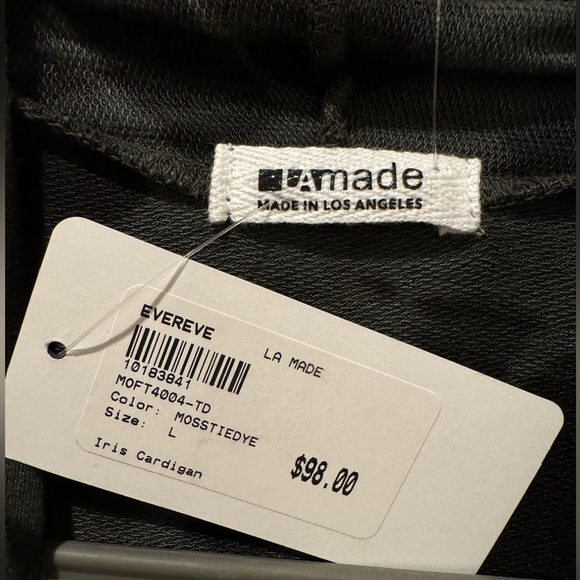 LAmade
MADE IN LOS ANGELES
EVEREVE
LA MADE
10183841
MOFT4004-TD
Color: MOSSTIEDYE
Size: L
Iris Cardigan
$98.00